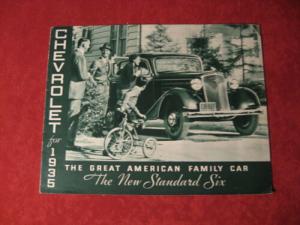 CHEVROLET
for
1935
THE GREAT AMERICAN FAMILY CAR
The New Standard Six